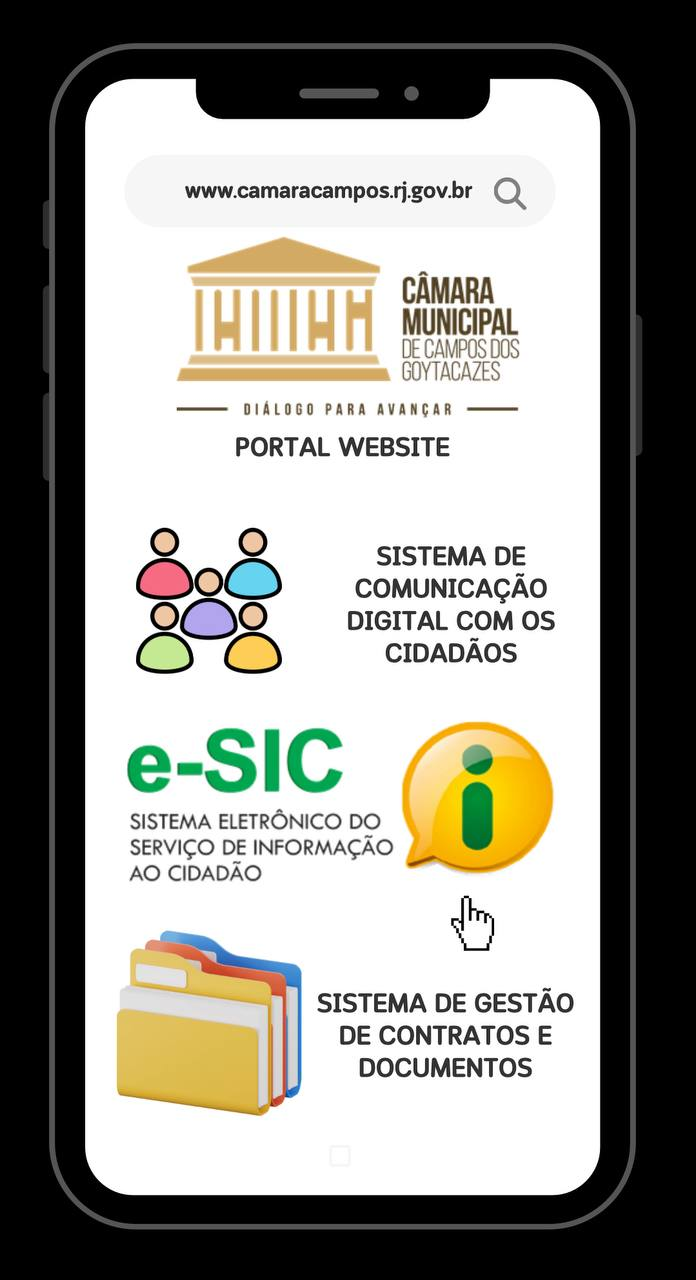 www.camaracampos.rj.gov.br
CÂMARA
MUNICIPAL
DE CAMPOS DOS
GOYTACAZES
DIÁLOGO PARA AVANÇAR
PORTAL WEBSITE
SISTEMA DE
COMUNICAÇÃO
DIGITAL COM OS
CIDADÃOS
e-SIC
SISTEMA ELETRÔNICO DO
SERVIÇO DE INFORMAÇÃO
AO CIDADÃO
i
SISTEMA DE GESTÃO
DE CONTRATOS E
DOCUMENTOS